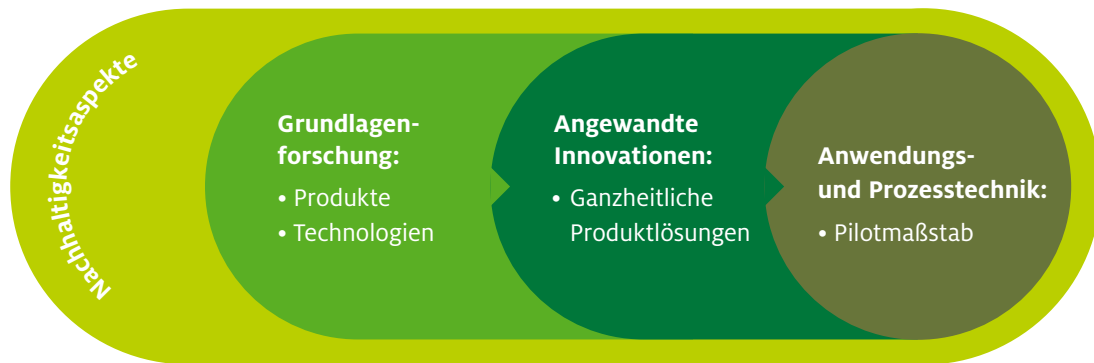 Nachhaltigkeitsaspekte
Grundlagen-
forschung:
• Produkte
• Technologien
Angewandte
Innovationen:
• Ganzheitliche
Produktlösungen
Anwendungs-
und Prozesstechnik:
• Pilotmaßstab